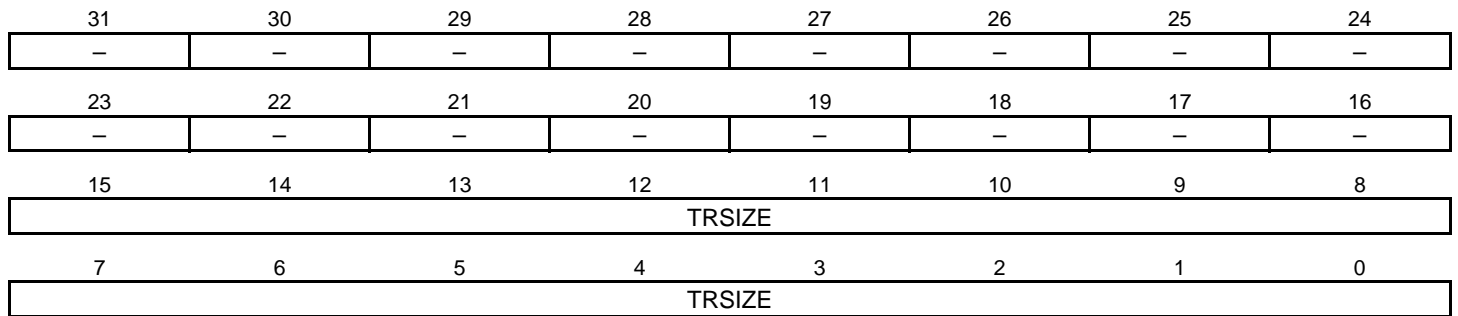 31 30 29 28 27 26 25 24
– – – – – – – –
23 22 21 20 19 18 17 16
– – – – – – – –
15 14 13 12 11 10 9 8
TRSIZE
7 6 5 4 3 2 1 0
TRSIZE